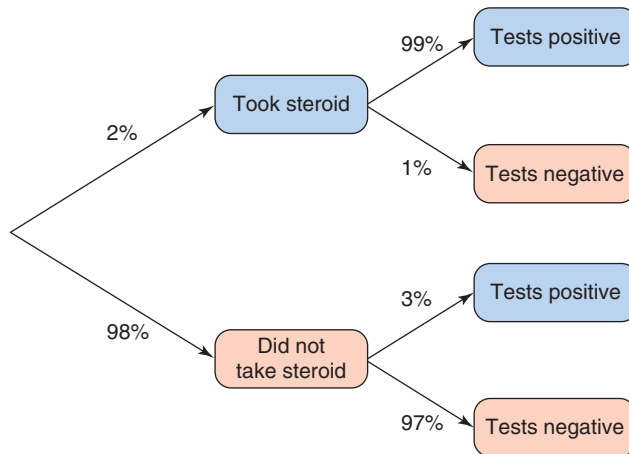 99%
Tests positive
Took steroid
2%
1%
Tests negative
98%
Did not
take steroid
3%
Tests positive
97%
Tests negative